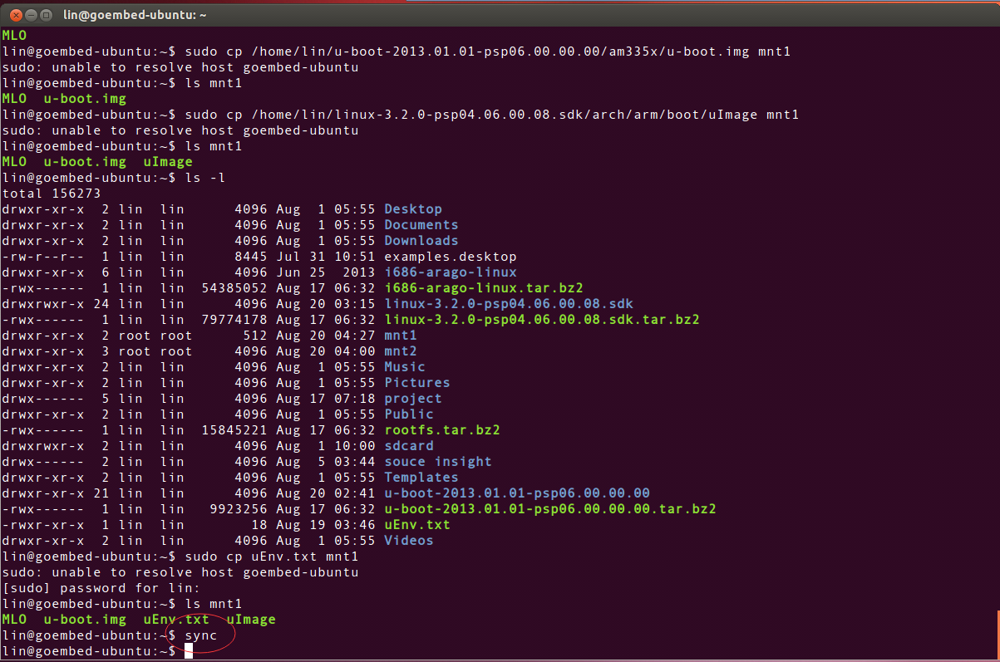 lin@goembed-ubuntu: ~
MLO
lin@goembed-ubuntu:~$ sudo cp /home/lin/u-boot-2013.01.01-psp06.00.00.00/am335x/u-boot.img mnt1
sudo: unable to resolve host goembed-ubuntu
lin@goembed-ubuntu:~$ ls mnt1
MLO  u-boot.img
lin@goembed-ubuntu:~$ sudo cp /home/lin/linux-3.2.0-psp04.06.00.08.sdk/arch/arm/boot/uImage mnt1
sudo: unable to resolve host goembed-ubuntu
lin@goembed-ubuntu:~$ ls mnt1
MLO  u-boot.img  uImage
lin@goembed-ubuntu:~$ ls -l
total 156273
drwxr-xr-x  2 lin  lin      4096 Aug  1 05:55 Desktop
drwxr-xr-x  2 lin  lin      4096 Aug  1 05:55 Documents
drwxr-xr-x  2 lin  lin      4096 Aug  1 05:55 Downloads
-rw-r--r--  1 lin  lin      8445 Jul 31 10:51 examples.desktop
drwxr-xr-x  6 lin  lin      4096 Jun 25  2013 i686-arago-linux
-rwx------  1 lin  lin  54385052 Aug 17 06:32 i686-arago-linux.tar.bz2
drwxrwxr-x 24 lin  lin      4096 Aug 20 03:15 linux-3.2.0-psp04.06.00.08.sdk
-rwx------  1 lin  lin  79774178 Aug 17 06:32 linux-3.2.0-psp04.06.00.08.sdk.tar.bz2
drwxr-xr-x  2 root root      512 Aug 20 04:27 mnt1
drwxr-xr-x  3 root root     4096 Aug 20 04:00 mnt2
drwxr-xr-x  2 lin  lin      4096 Aug  1 05:55 Music
drwxr-xr-x  2 lin  lin      4096 Aug  1 05:55 Pictures
drwx------  5 lin  lin      4096 Aug 17 07:18 project
drwxr-xr-x  2 lin  lin      4096 Aug  1 05:55 Public
-rwx------  1 lin  lin  15845221 Aug 17 06:32 rootfs.tar.bz2
drwxrwxr-x  2 lin  lin      4096 Aug  1 10:00 sdcard
drwx------  2 lin  lin      4096 Aug  5 03:44 souce insight
drwxr-xr-x  2 lin  lin      4096 Aug  1 05:55 Templates
drwxr-xr-x 21 lin  lin      4096 Aug 20 02:41 u-boot-2013.01.01-psp06.00.00.00
-rwx------  1 lin  lin   9923256 Aug 17 06:32 u-boot-2013.01.01-psp06.00.00.00.tar.bz2
-rwxr-xr-x  1 lin  lin        18 Aug 19 03:46 uEnv.txt
drwxr-xr-x  2 lin  lin      4096 Aug  1 05:55 Videos
lin@goembed-ubuntu:~$ sudo cp uEnv.txt mnt1
sudo: unable to resolve host goembed-ubuntu
[sudo] password for lin:
lin@goembed-ubuntu:~$ ls mnt1
MLO  u-boot.img  uEnv.txt  uImage
lin@goembed-ubuntu:~$ sync
lin@goembed-ubuntu:~$